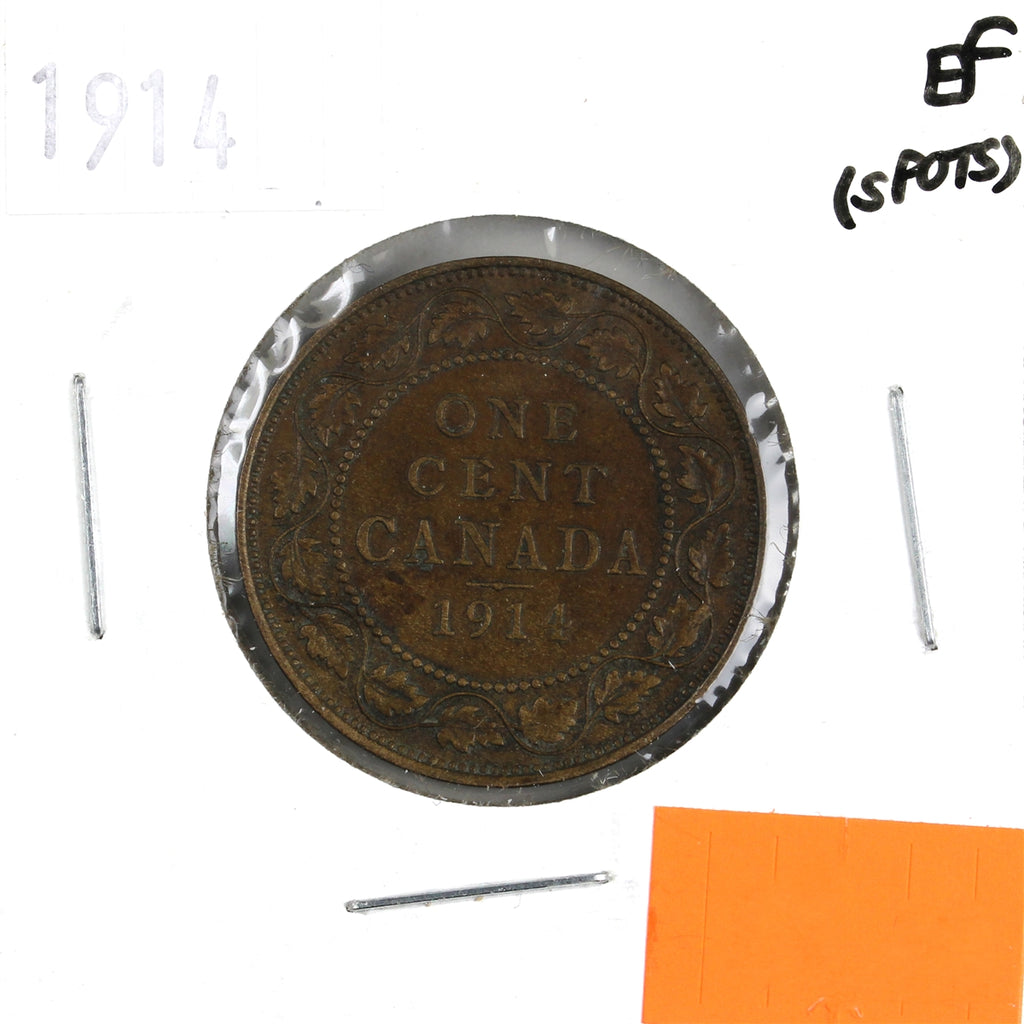 1914
EF
(SPOTS)
ONE
CENT
CANADA
1914